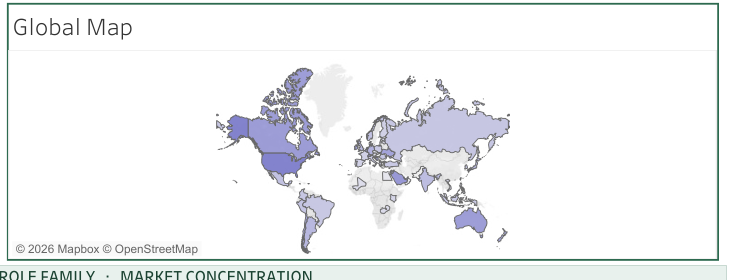 Global Map
© 2026 Mapbox © OpenStreetMap
ROLE FAMILY · MARKET CONCENTRATION